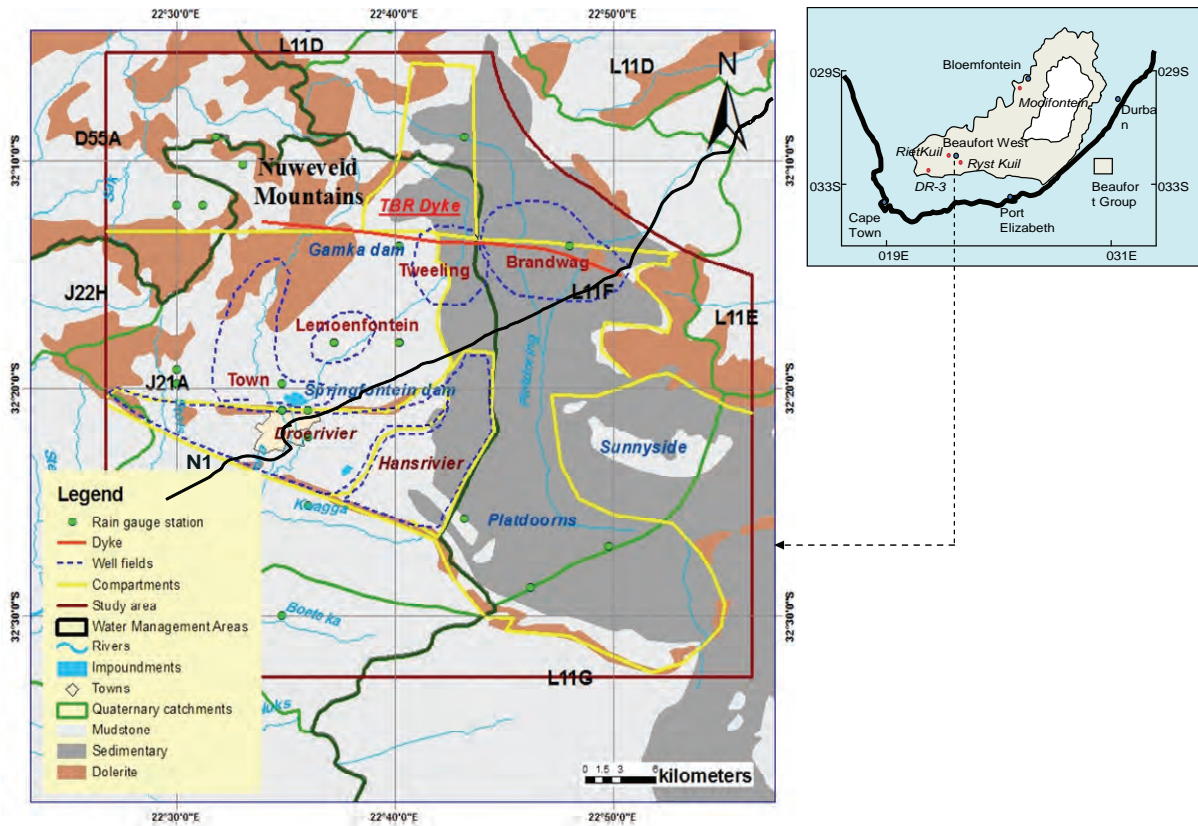 22°30'0"E
22°40'0"E
22°50'0"E
L11D
L11D
N
D55A
Sak
32°10'0"S
32°10'0"S
Nuweveld
Mountains
TBR Dyke
Gamka dam
Tweeling
Brandwag
J22H
L11F
L11E
Lemoenfontein
Platdoring
32°20'0"S
32°20'0"S
J21A
Town
Springfontein dam
Droerivier
Sunnyside
N1
Hansrivier
Platdoorns
Legend
Rain gauge station
Dyke
Well fields
Compartments
Study area
Water Management Areas
Rivers
Impoundments
Towns
Quaternary catchments
Mudstone
Sedimentary
Dolerite
32°30'0"S
L11G
0 1.5 3 6
kilometers
22°30'0"E
22°40'0"E
22°50'0"E
029S
029S
Bloemfontein
Mooifontein
Durba
n
Beaufort West
RietKuil
Ryst Kuil
DR-3
033S
033S
Beaufor
t Group
Cape
Town
Port
Elizabeth
019E
031E